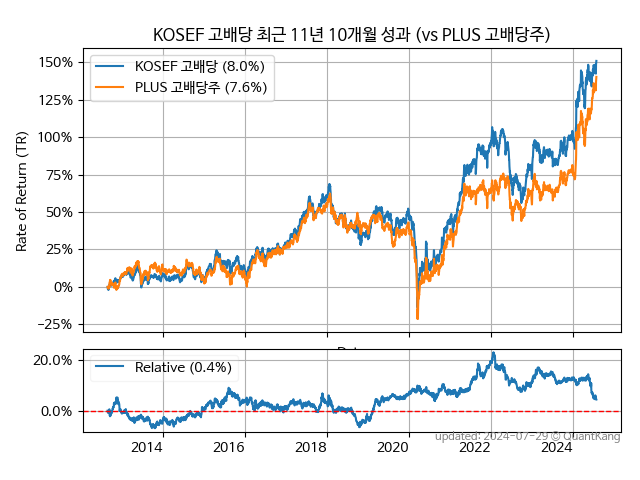 KOSEF 고배당 최근 11년 10개월 성과 (vs PLUS 고배당주)
KOSEF 고배당 (8.0%)
PLUS 고배당주 (7.6%)
Rate of Return (TR)
150%
125%
100%
75%
50%
25%
0%
−25%
Relative (0.4%)
20.0%
0.0%
2014
2016
2018
2020
2022
2024
updated: 2024-07-29 © QuantKang